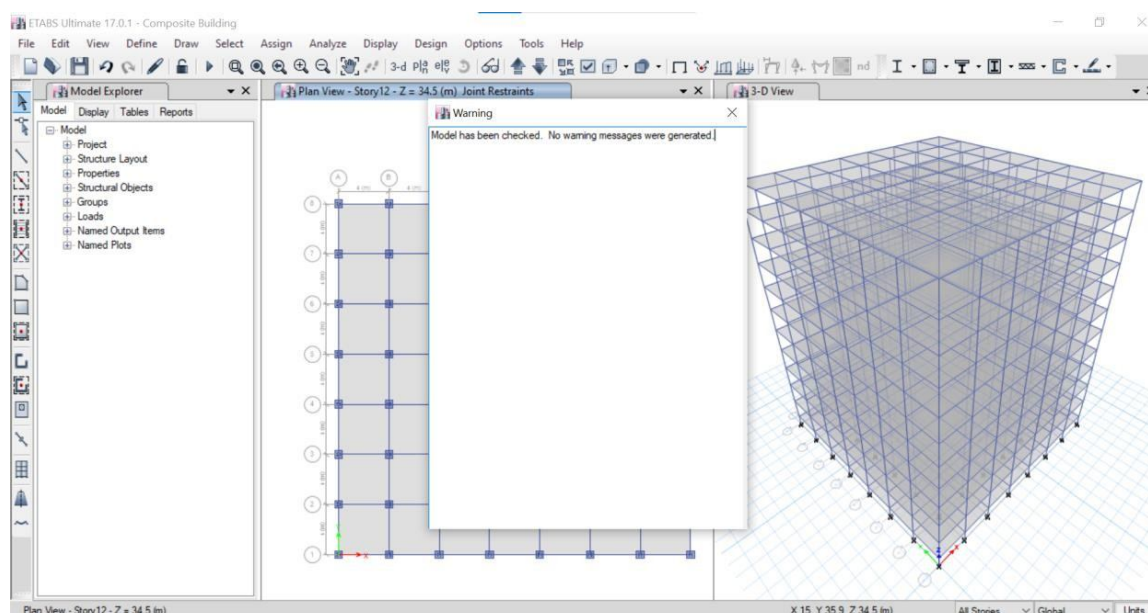 ETABS Ultimate 17.0.1 - Composite Building
File Edit View Define Draw Select Assign Analyze Display Design Options Tools Help
3-d
nd
Model Explorer
Model Display Tables Reports
Model
Project
Structure Layout
Properties
Structural Objects
Groups
Loads
Named Output Items
Named Plots
Plan View - Story12 - Z = 34.5 (m) Joint Restraints
A B
4 (m) 4 (m)
8
7
6
5
4
3
2
1
X
Warning
Model has been checked. No warning messages were generated.
3-D View
Plan View - Story12 - Z = 34.5 (m)
X 15 Y 35.9 Z 34.5 (m)
All Stories
Global
Units